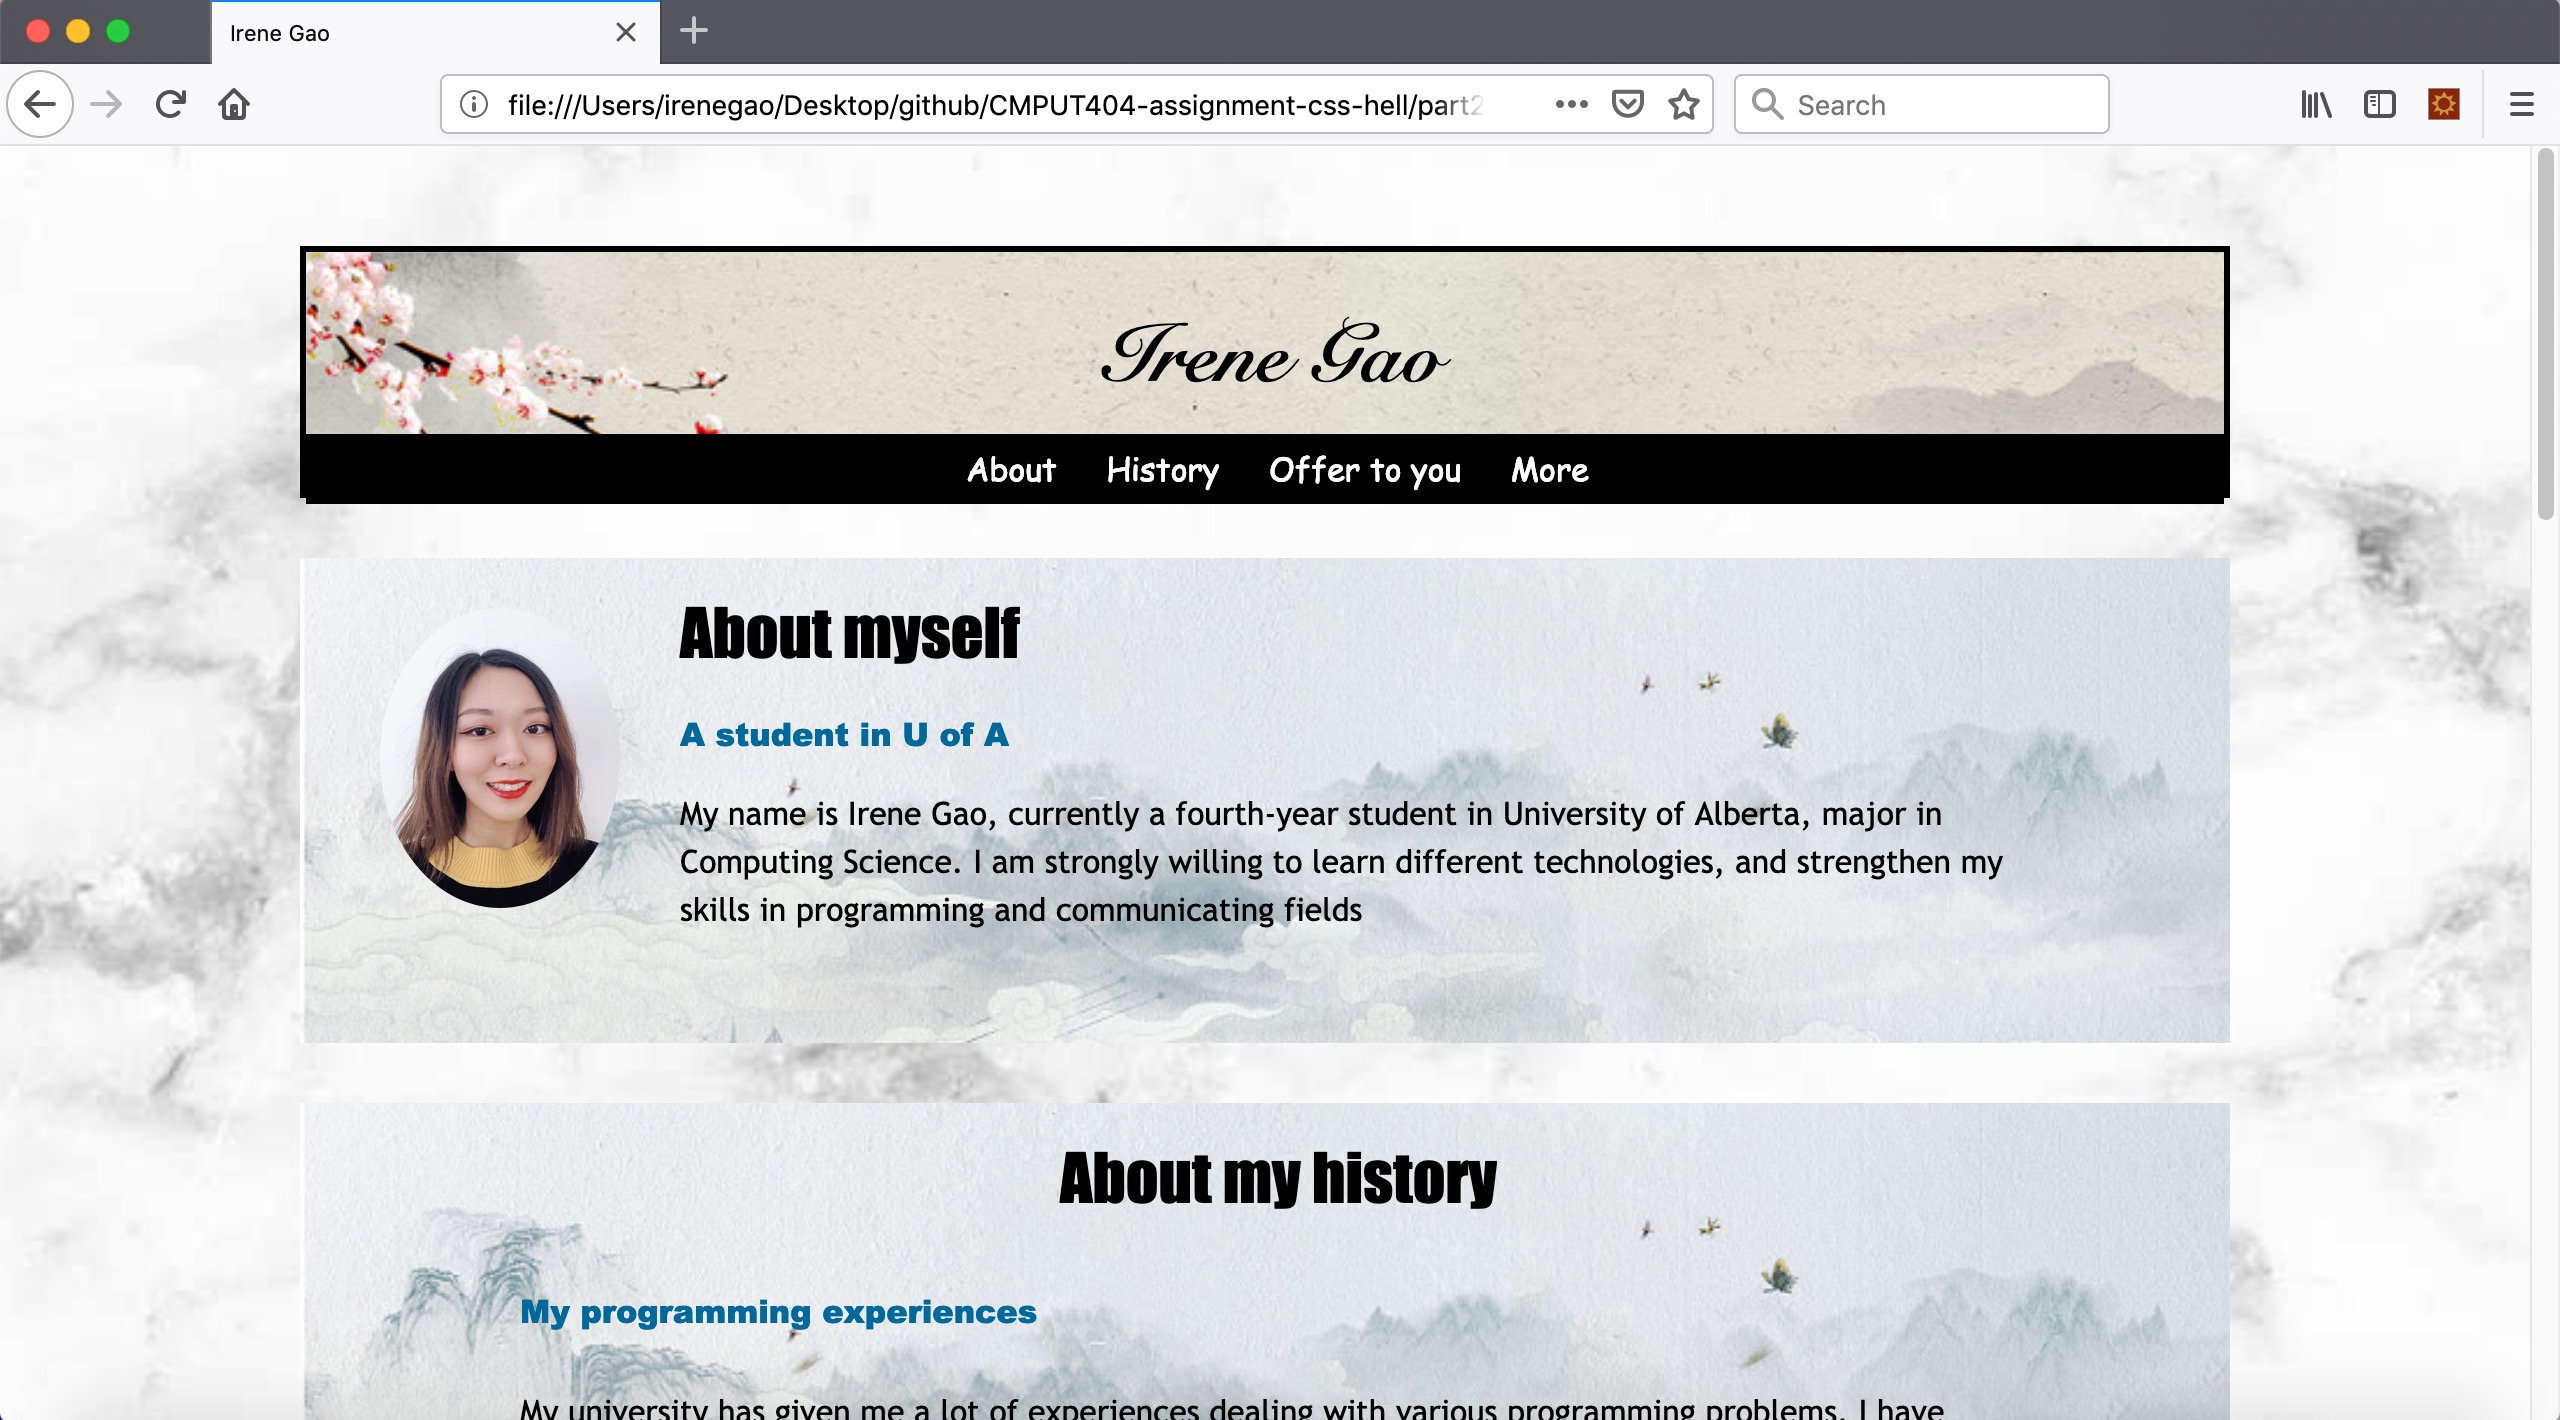 Irene Gao
file:///Users/irenegao/Desktop/github/CMPUT404-assignment-css-hell/part2
Search
Irene Gao
About History Offer to you More
About myself
A student in U of A
My name is Irene Gao, currently a fourth-year student in University of Alberta, major in
Computing Science. I am strongly willing to learn different technologies, and strengthen my
skills in programming and communicating fields
About my history
My programming experiences
My university has given me a lot of experiences dealing with various programming problems. I have